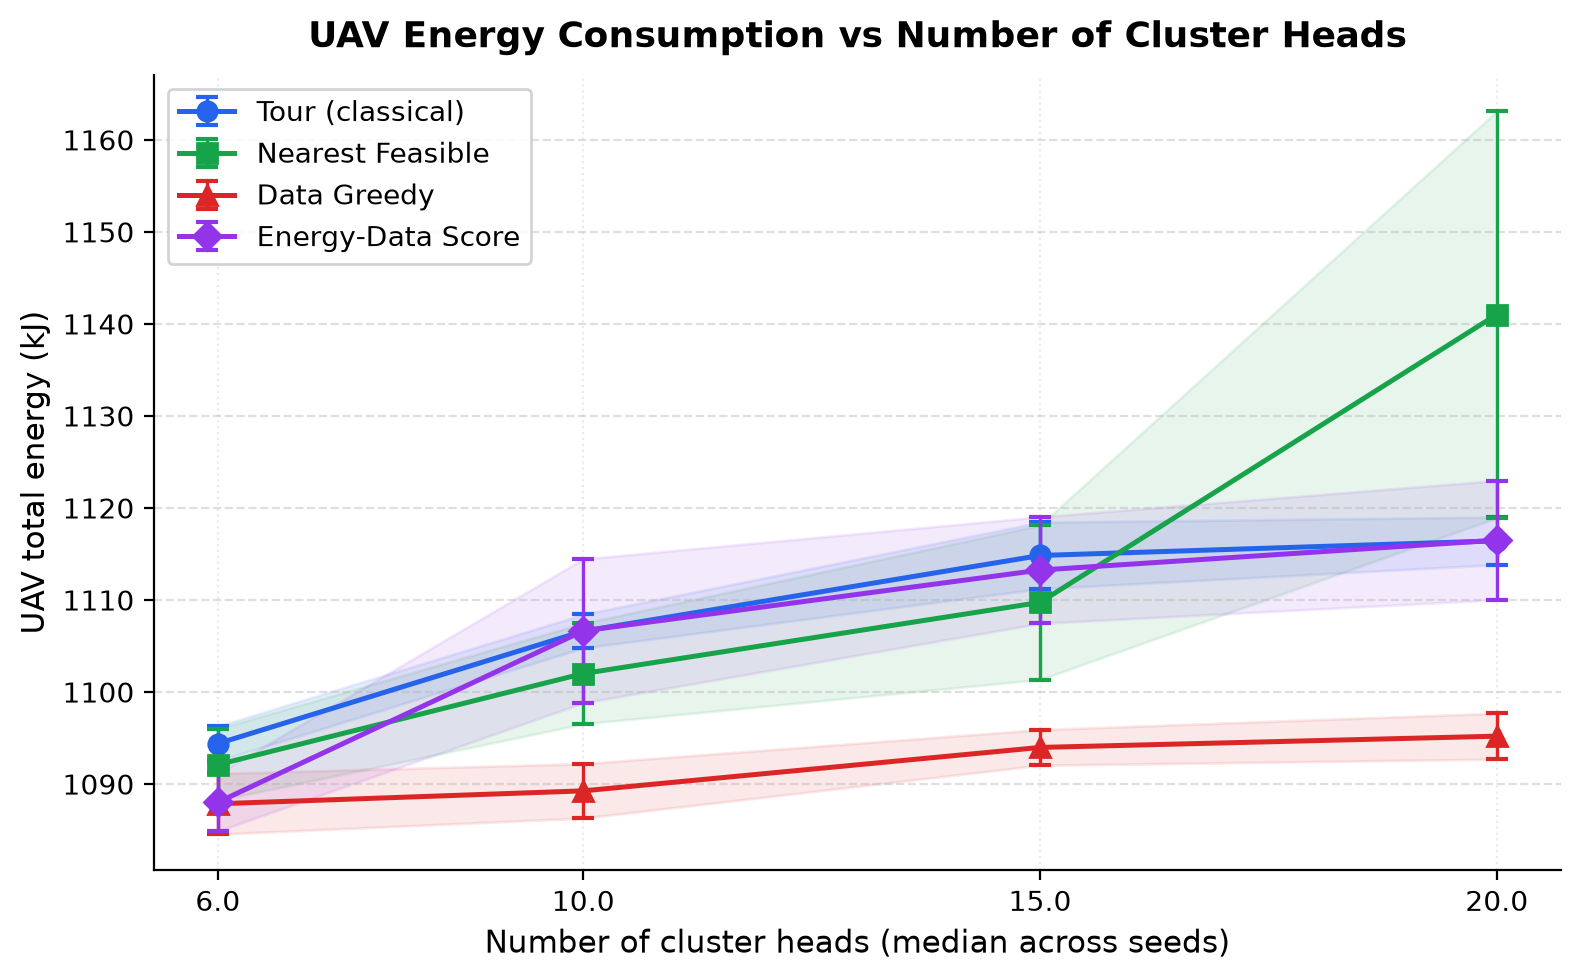 UAV Energy Consumption vs Number of Cluster Heads
Tour (classical)
Nearest Feasible
Data Greedy
Energy-Data Score
UAV total energy (kJ)
1160
1150
1140
1130
1120
1110
1100
1090
6.0 10.0 15.0 20.0
Number of cluster heads (median across seeds)